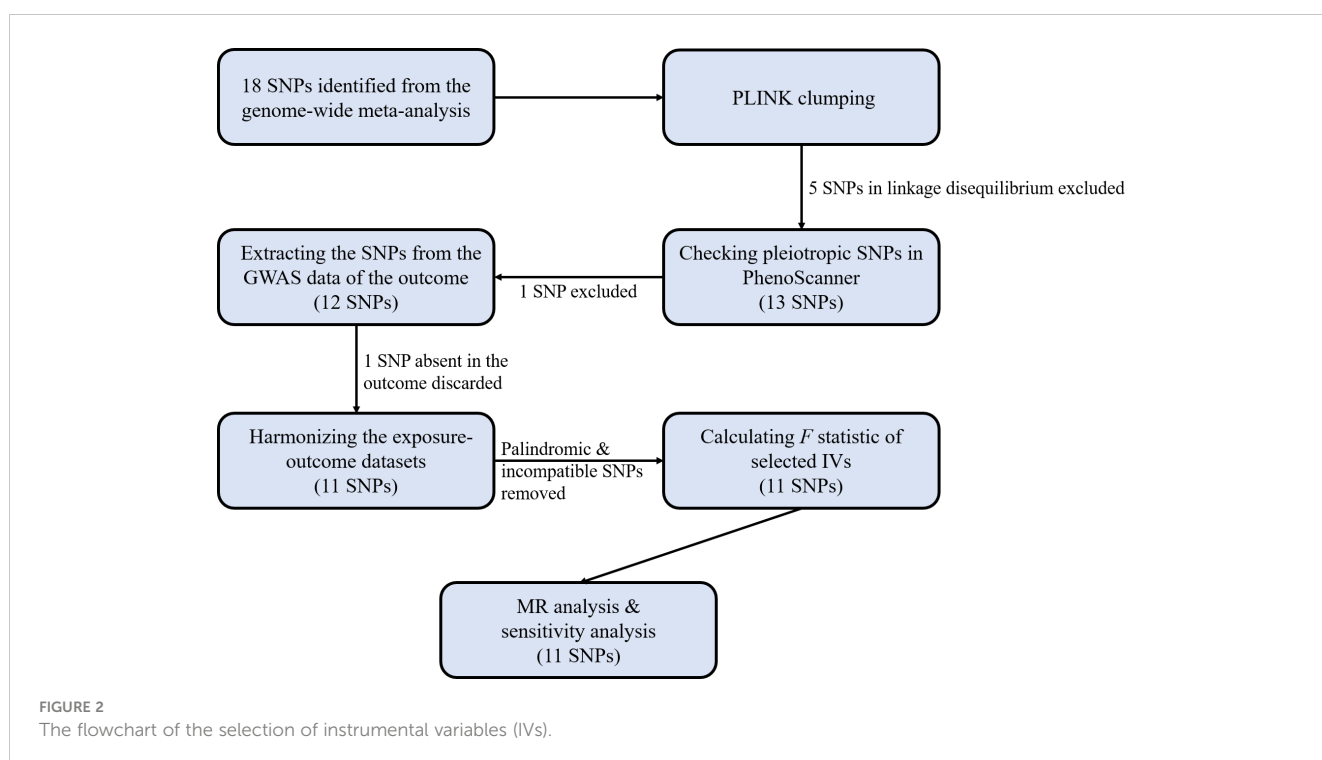 18 SNPs identified from the
genome-wide meta-analysis
PLINK clumping
5 SNPs in linkage disequilibrium excluded
Checking pleiotropic SNPs in
PhenoScanner
(13 SNPs)
1 SNP excluded
Extracting the SNPs from the
GWAS data of the outcome
(12 SNPs)
1 SNP absent in the
outcome discarded
Harmonizing the exposure-
outcome datasets
(11 SNPs)
Palindromic &
incompatible SNPs
removed
Calculating F statistic of
selected IVs
(11 SNPs)
MR analysis &
sensitivity analysis
(11 SNPs)
FIGURE 2
The flowchart of the selection of instrumental variables (IVs).